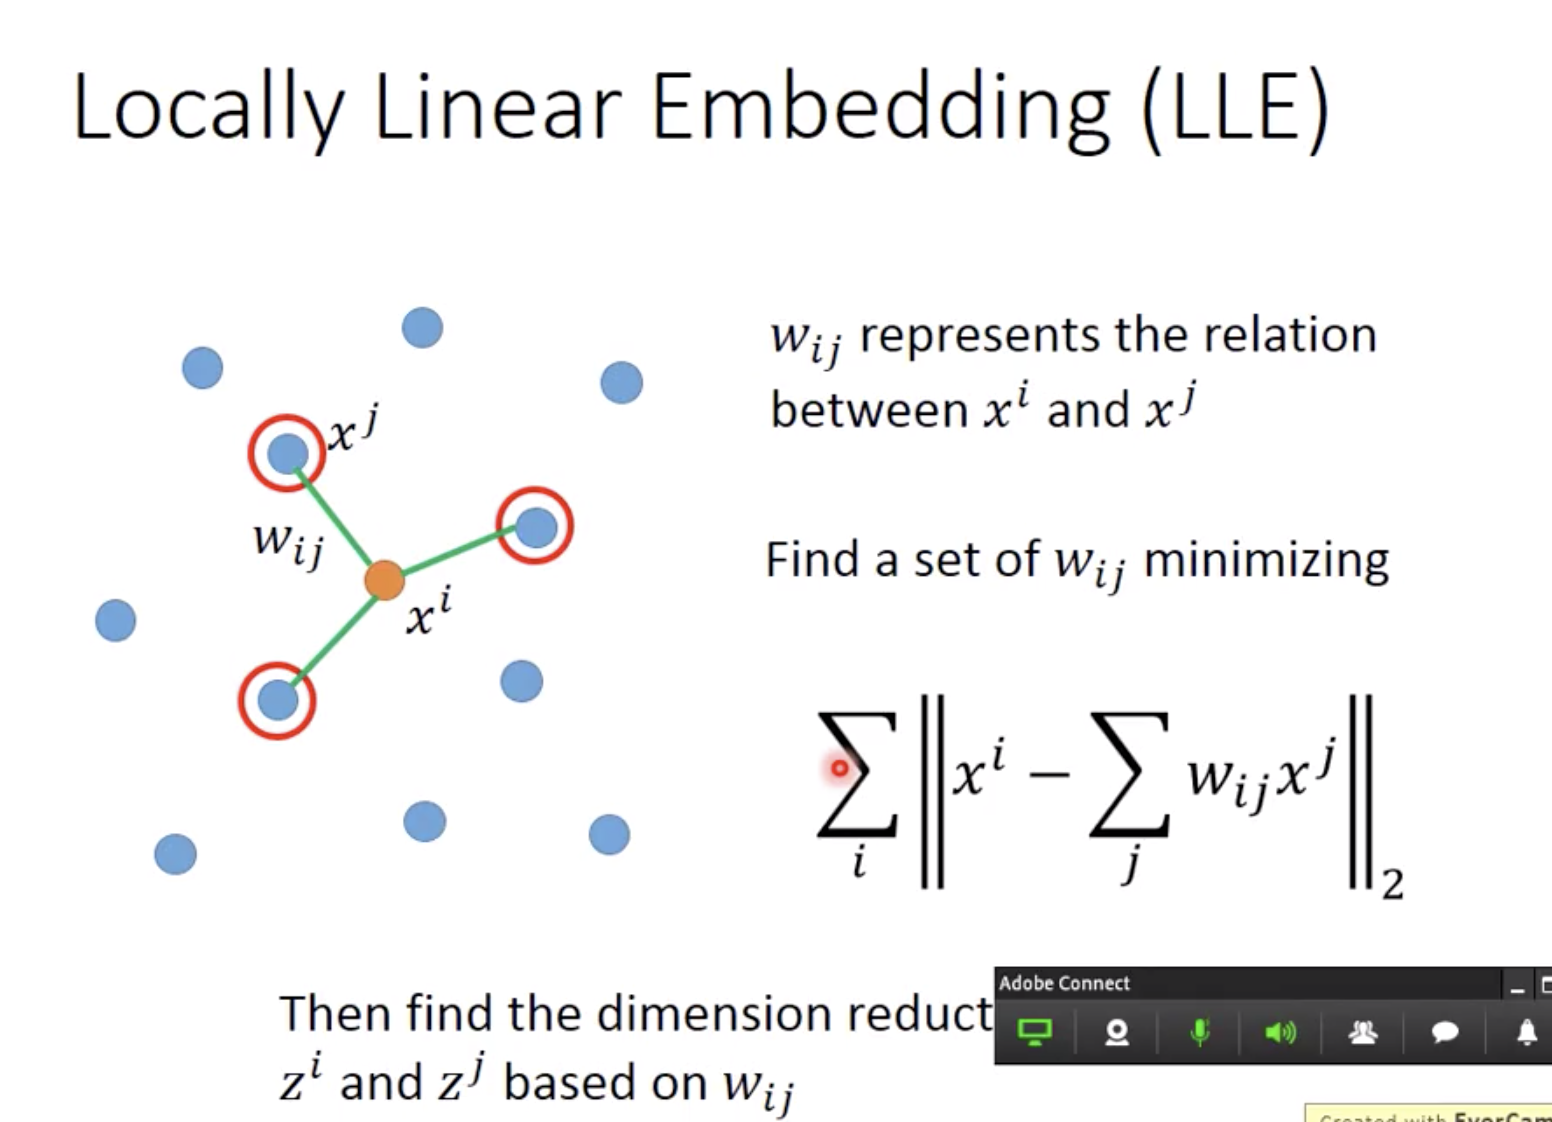 Locally Linear Embedding (LLE)
x^j
w_{ij}
x^i
w_{ij} represents the relation
between x^i and x^j
Find a set of w_{ij} minimizing
\sum_i \left\| x^i - \sum_j w_{ij} x^j \right\|_2
Then find the dimension reduct
z^i and z^j based on w_{ij}
Adobe Connect
Created with EverCam